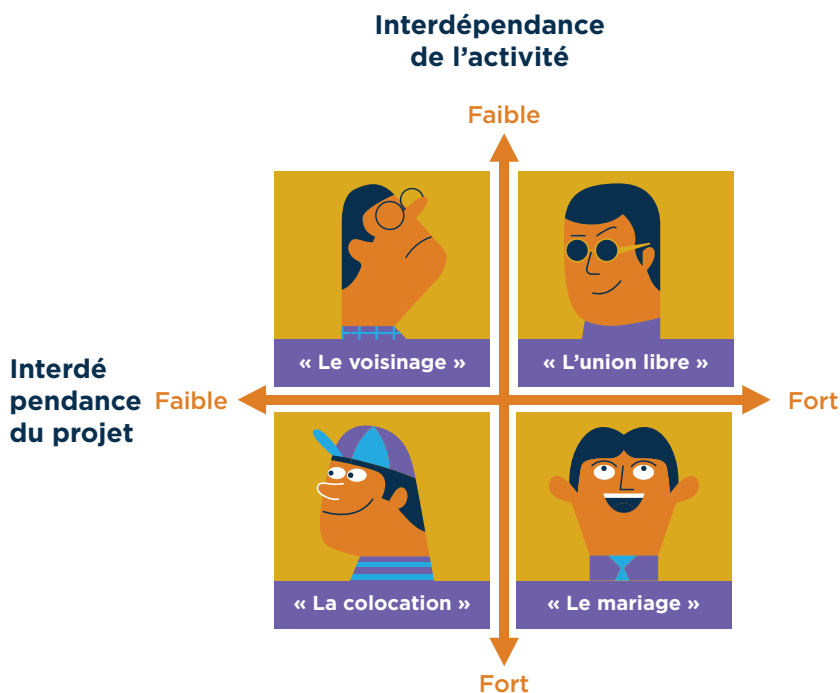 Interdépendance
de l’activité
Faible
« Le voisinage »
« L’union libre »
Interdé
pendance
du projet
Faible
Fort
« La colocation »
« Le mariage »
Fort